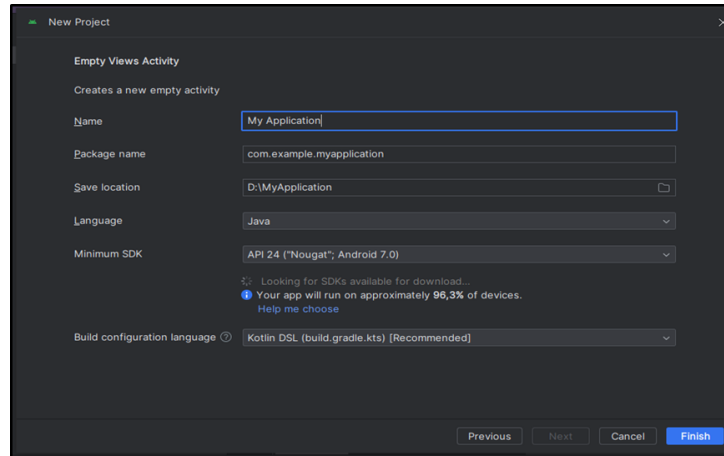 New Project
Empty Views Activity
Creates a new empty activity
Name My Application
Package name com.example.myapplication
Save location D:\MyApplication
Language Java
Minimum SDK API 24 ("Nougat"; Android 7.0)
Looking for SDKs available for download...
Your app will run on approximately 96,3% of devices.
Help me choose
Build configuration language ? Kotlin DSL (build.gradle.kts) [Recommended]
Previous Next Cancel Finish